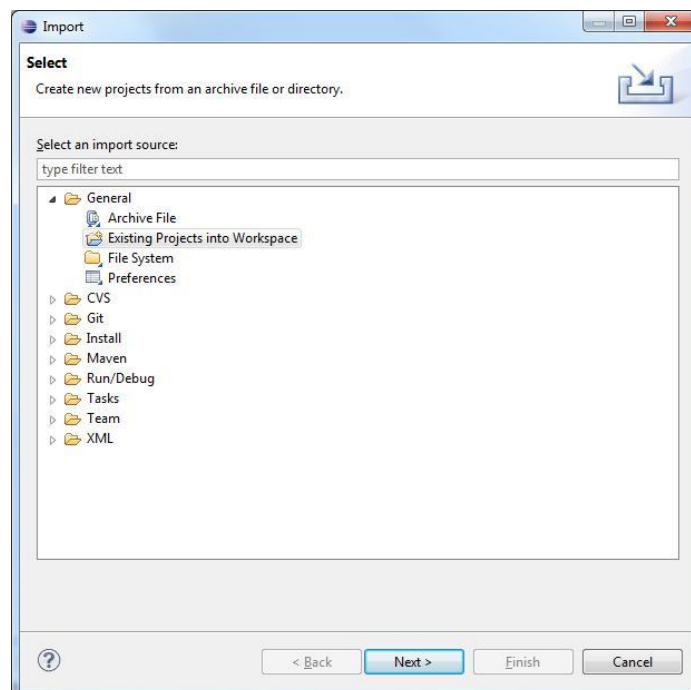 Import
Select
Create new projects from an archive file or directory.
Select an import source:
type filter text
General
Archive File
Existing Projects into Workspace
File System
Preferences
CVS
Git
Install
Maven
Run/Debug
Tasks
Team
XML
?
< Back
Next >
Finish
Cancel